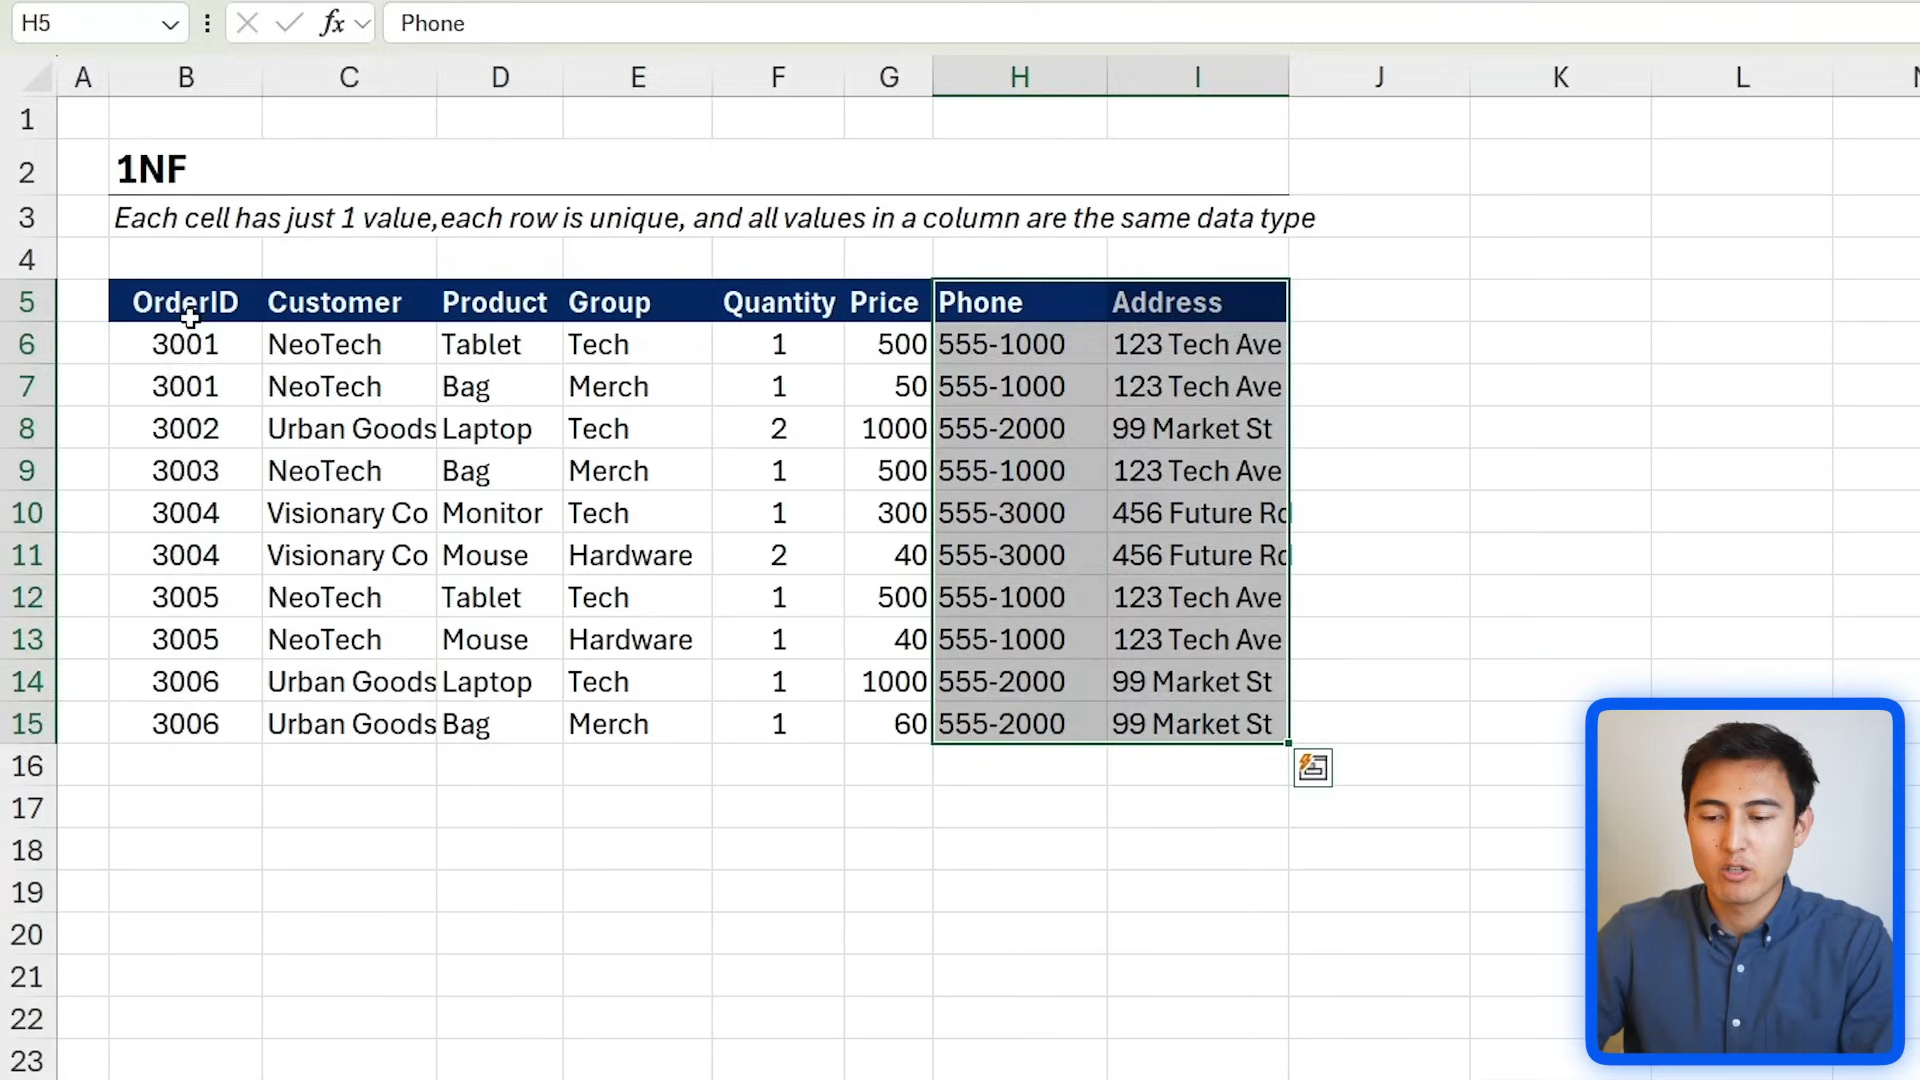 H5 fx Phone
A B C D E F G H I J K L
1
2 1NF
3 Each cell has just 1 value, each row is unique, and all values in a column are the same data type
4
5 OrderID Customer Product Group Quantity Price Phone Address
6 3001 NeoTech Tablet Tech 1 500 555-1000 123 Tech Ave
7 3001 NeoTech Bag Merch 1 50 555-1000 123 Tech Ave
8 3002 Urban Goods Laptop Tech 2 1000 555-2000 99 Market St
9 3003 NeoTech Bag Merch 1 500 555-1000 123 Tech Ave
10 3004 Visionary Co Monitor Tech 1 300 555-3000 456 Future Rd
11 3004 Visionary Co Mouse Hardware 2 40 555-3000 456 Future Rd
12 3005 NeoTech Tablet Tech 1 500 555-1000 123 Tech Ave
13 3005 NeoTech Mouse Hardware 1 40 555-1000 123 Tech Ave
14 3006 Urban Goods Laptop Tech 1 1000 555-2000 99 Market St
15 3006 Urban Goods Bag Merch 1 60 555-2000 99 Market St
16
17
18
19
20
21
22
23